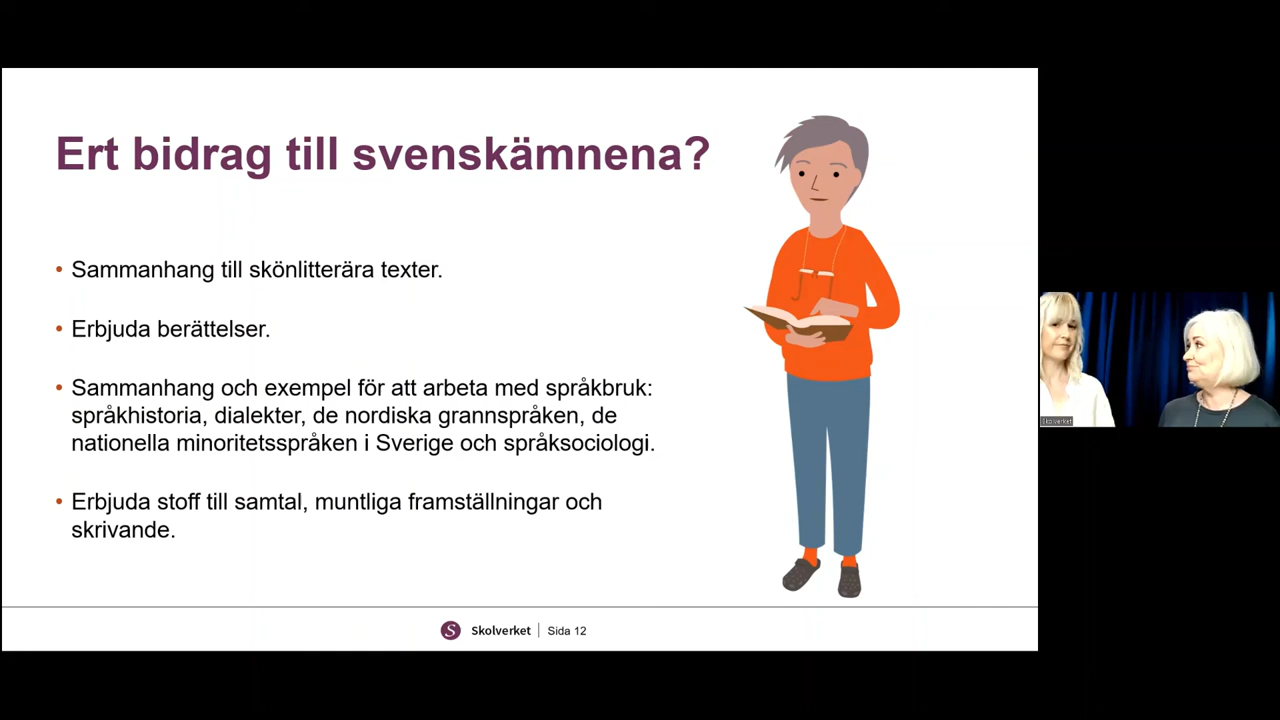 Ert bidrag till svenskämnena?
• Sammanhang till skönlitterära texter.
• Erbjuda berättelser.
• Sammanhang och exempel för att arbeta med språkbruk:
språkhistoria, dialekter, de nordiska grannspråken, de
nationella minoritetsspråken i Sverige och språksociologi.
• Erbjuda stoff till samtal, muntliga framställningar och
skrivande.
Skolverket
S Skolverket | Sida 12